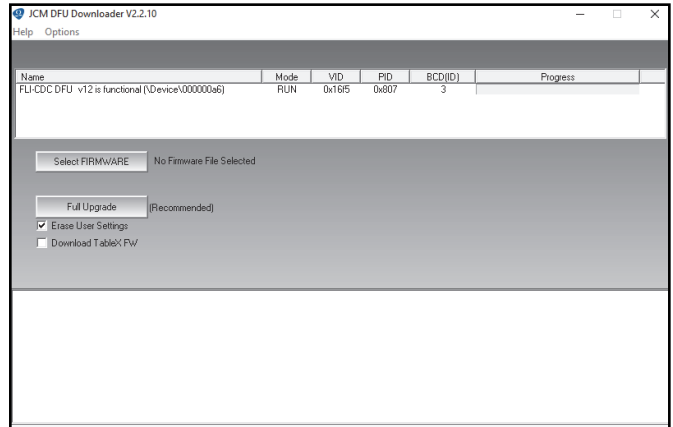 JCM DFU Downloader V2.2.10
Help Options
Name Mode VID PID BCD(ID) Progress
FLI-CDC DFU v12 is functional (\Device\000000a6) RUN 0x16f5 0x807 3
Select FIRMWARE No Firmware File Selected
Full Upgrade (Recommended)
Erase User Settings
Download TableX FW